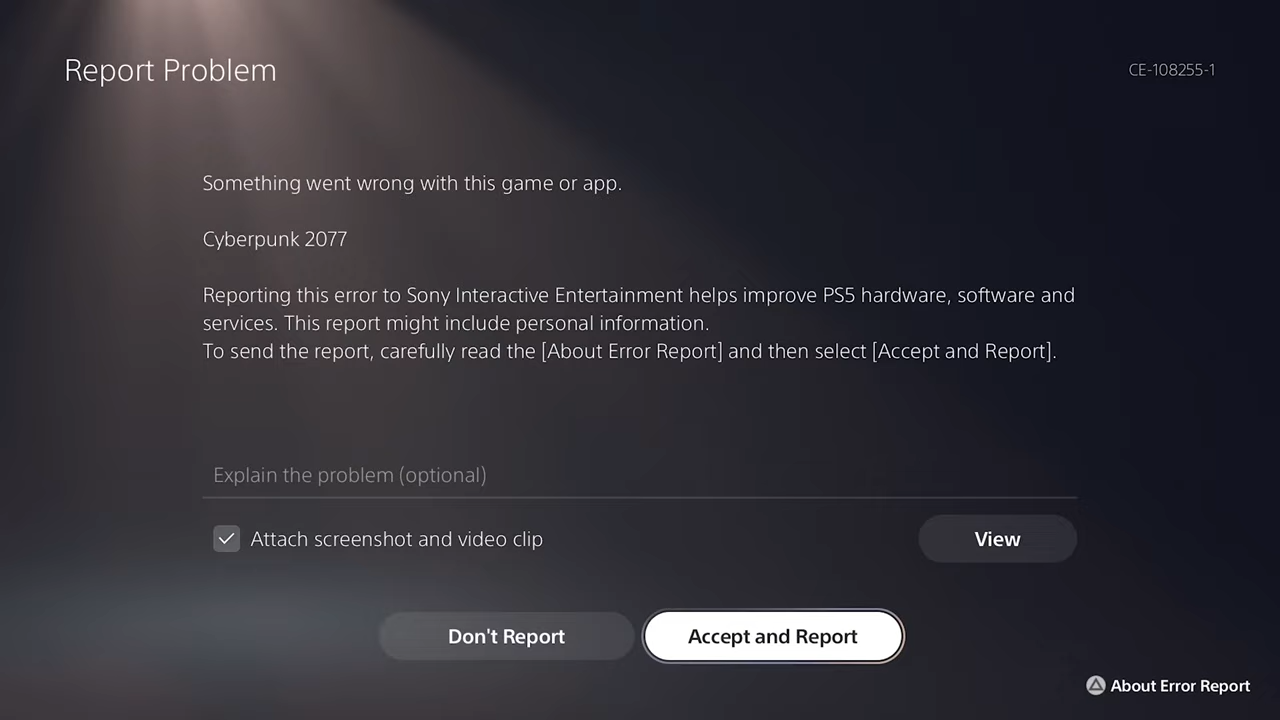 Report Problem
CE-108255-1
Something went wrong with this game or app.
Cyberpunk 2077
Reporting this error to Sony Interactive Entertainment helps improve PS5 hardware, software and
services. This report might include personal information.
To send the report, carefully read the [About Error Report] and then select [Accept and Report].
Explain the problem (optional)
Attach screenshot and video clip
View
Don't Report
Accept and Report
About Error Report